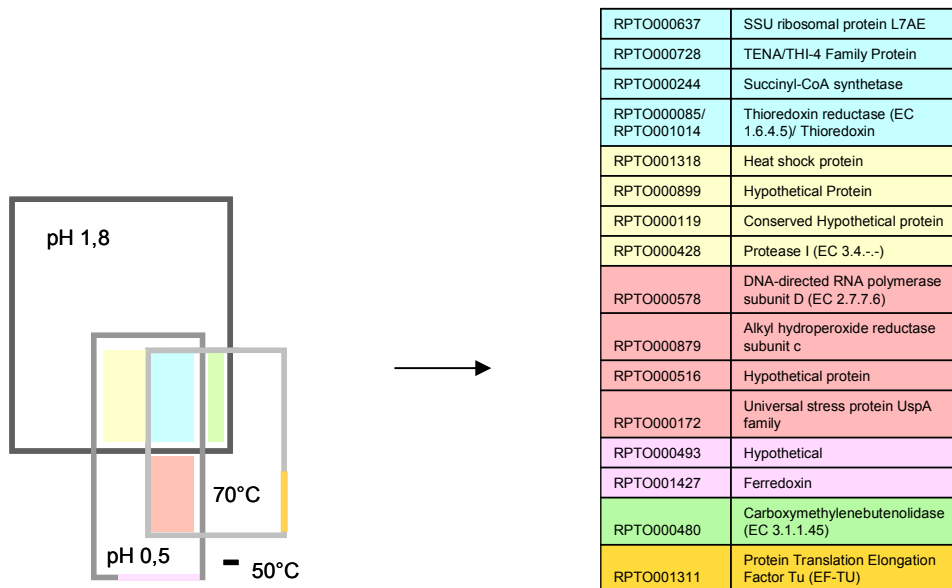 pH 1,8
70°C
pH 0,5
- 50°C
RPTO000637 SSU ribosomal protein L7AE
RPTO000728 TENA/THI-4 Family Protein
RPTO000244 Succinyl-CoA synthetase
RPTO000085/ Thioredoxin reductase (EC
RPTO001014 1.6.4.5)/ Thioredoxin
RPTO001318 Heat shock protein
RPTO000899 Hypothetical Protein
RPTO000119 Conserved Hypothetical protein
RPTO000428 Protease I (EC 3.4.-.-)
DNA-directed RNA polymerase
RPTO000578 subunit D (EC 2.7.7.6)
Alkyl hydroperoxide reductase
RPTO000879 subunit c
RPTO000516 Hypothetical protein
Universal stress protein UspA
RPTO000172 family
RPTO000493 Hypothetical
RPTO001427 Ferredoxin
Carboxymethylenebutenolidase
RPTO000480 (EC 3.1.1.45)
Protein Translation Elongation
RPTO001311 Factor Tu (EF-TU)